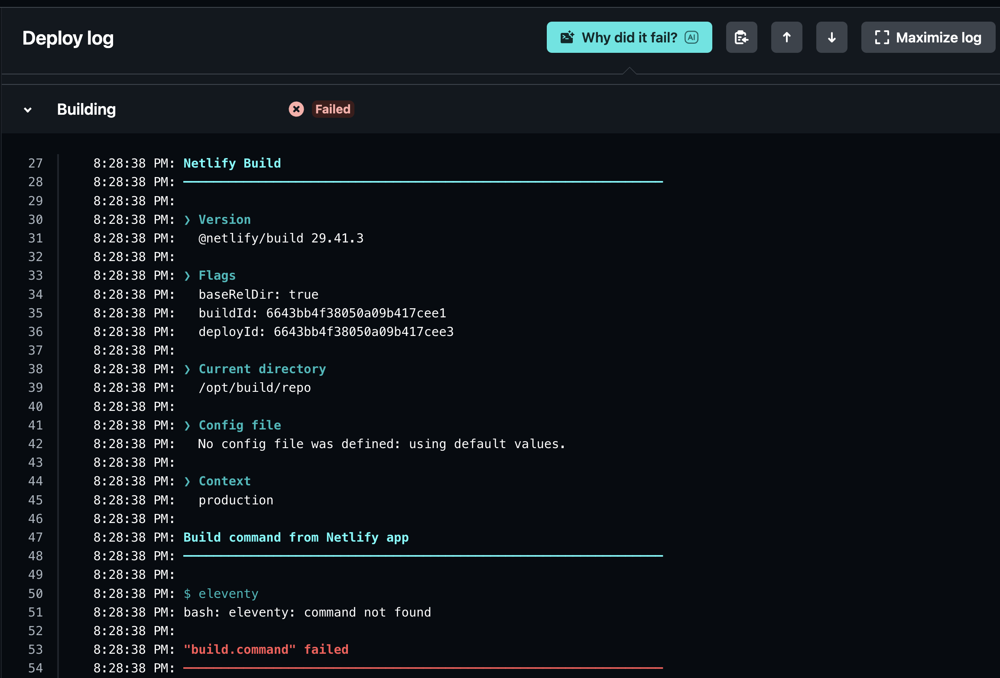 Deploy log
Why did it fail? AI
Maximize log
Building
Failed
27 8:28:38 PM: Netlify Build
28 8:28:38 PM: ────────────────────────────────────────────────────────────────
29 8:28:38 PM:
30 8:28:38 PM: ❯ Version
31 8:28:38 PM: @netlify/build 29.41.3
32 8:28:38 PM:
33 8:28:38 PM: ❯ Flags
34 8:28:38 PM: baseRelDir: true
35 8:28:38 PM: buildId: 6643bb4f38050a09b417cee1
36 8:28:38 PM: deployId: 6643bb4f38050a09b417cee3
37 8:28:38 PM:
38 8:28:38 PM: ❯ Current directory
39 8:28:38 PM: /opt/build/repo
40 8:28:38 PM:
41 8:28:38 PM: ❯ Config file
42 8:28:38 PM: No config file was defined: using default values.
43 8:28:38 PM:
44 8:28:38 PM: ❯ Context
45 8:28:38 PM: production
46 8:28:38 PM:
47 8:28:38 PM: Build command from Netlify app
48 8:28:38 PM: ────────────────────────────────────────────────────────────────
49 8:28:38 PM:
50 8:28:38 PM: $ eleventy
51 8:28:38 PM: bash: eleventy: command not found
52 8:28:38 PM:
53 8:28:38 PM: "build.command" failed
54 8:28:38 PM: ────────────────────────────────────────────────────────────────